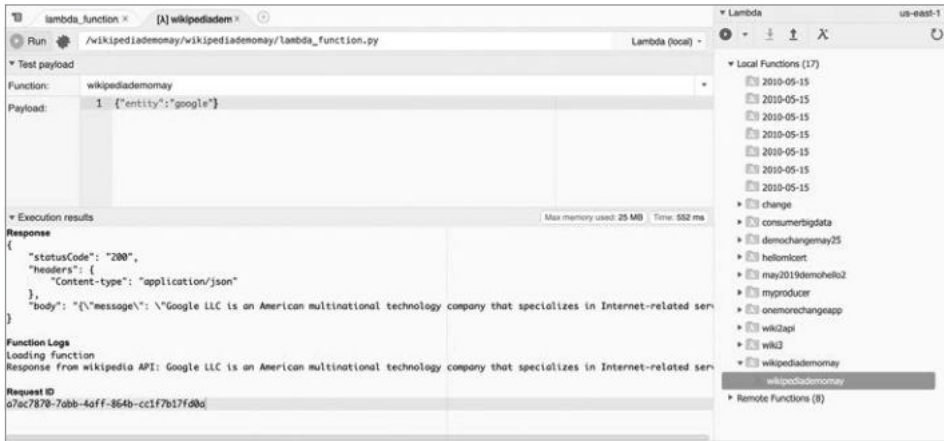 lambda_function ×
[λ] wikipediadem ×
Run
/wikipediademomay/wikipediademomay/lambda_function.py
Lambda (local)
Test payload
Function:
wikipediademomay
Payload:
1 {"entity":"google"}
Execution results
Max memory used: 25 MB
Time: 552 ms
Response
{
"statusCode": "200",
"headers": {
"Content-type": "application/json"
},
"body": "{\"message\": \"Google LLC is an American multinational technology company that specializes in Internet-related serv
}
Function Logs
Loading function
Response from wikipedia API: Google LLC is an American multinational technology company that specializes in Internet-related serv
Request ID
a7ac7870-7abb-4aff-864b-cc1f7b17fd0a
Lambda
us-east-1
Local Functions (17)
2010-05-15
2010-05-15
2010-05-15
2010-05-15
2010-05-15
2010-05-15
2010-05-15
change
consumerbigdata
demochangemay25
hellomlcert
may2019demohello2
myproducer
onemorechangeapp
wiki2api
wiki3
wikipediademomay
wikipediademomay
Remote Functions (8)